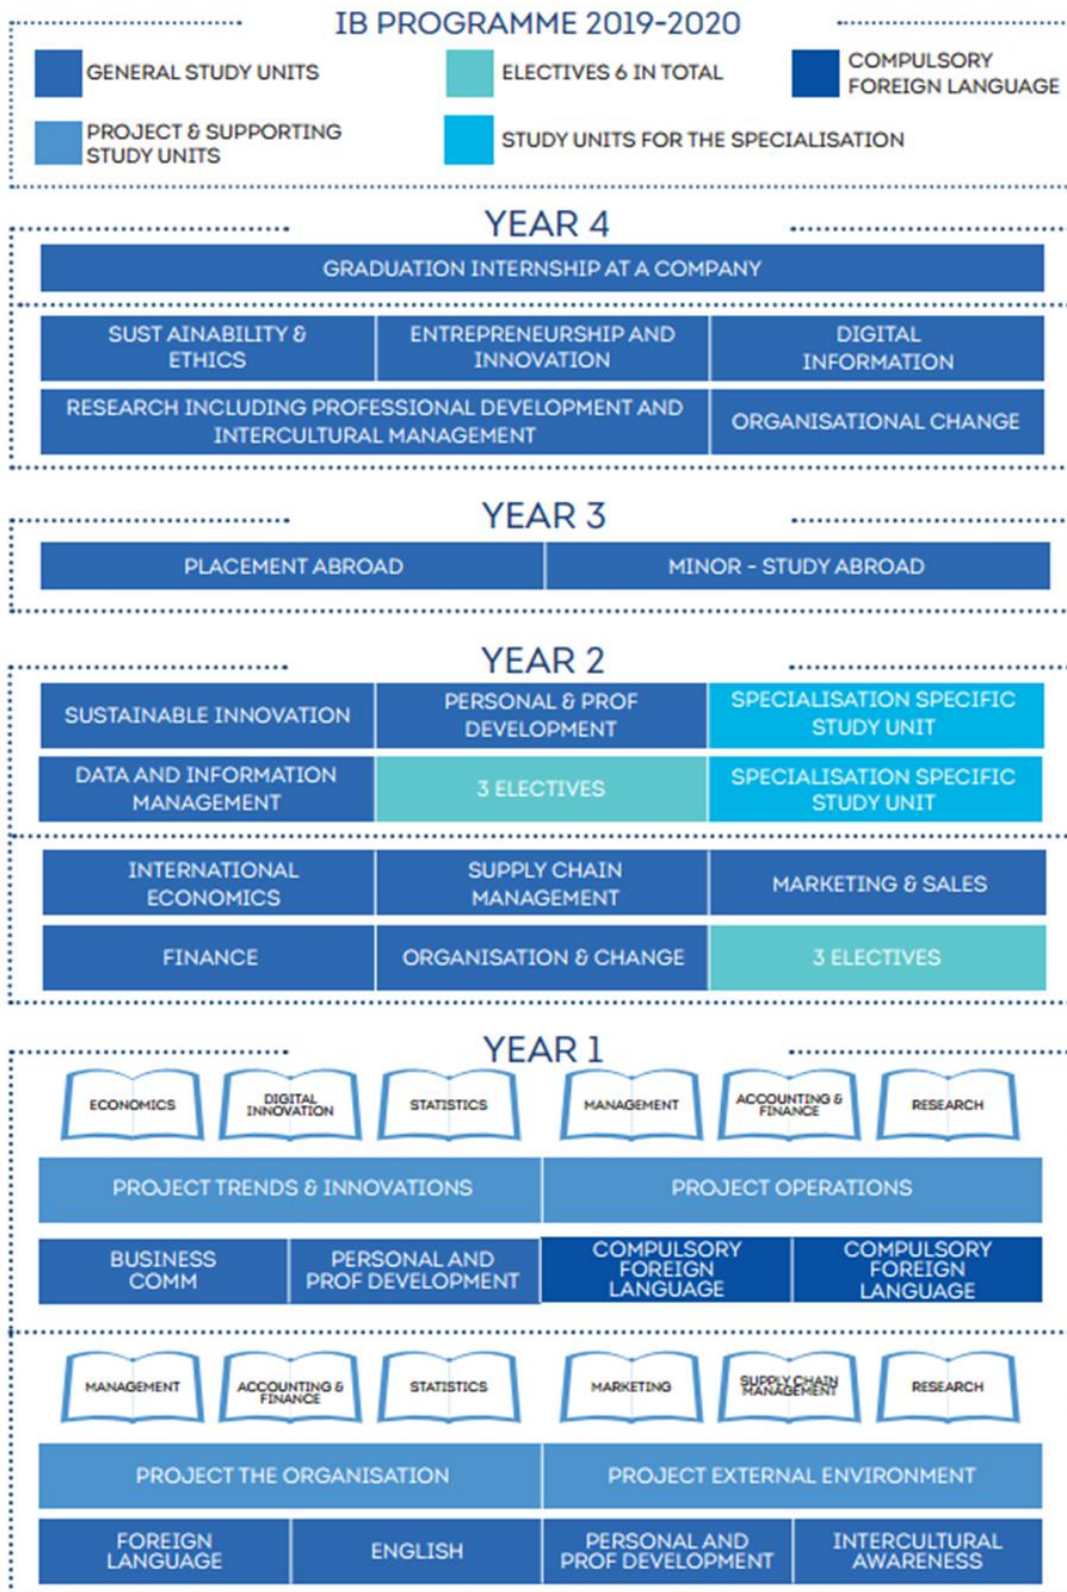 IB PROGRAMME 2019-2020
GENERAL STUDY UNITS
ELECTIVES 6 IN TOTAL
COMPULSORY
FOREIGN LANGUAGE
PROJECT & SUPPORTING
STUDY UNITS
STUDY UNITS FOR THE SPECIALISATION
YEAR 4
GRADUATION INTERNSHIP AT A COMPANY
SUST AINABILITY &
ETHICS
ENTREPRENEURSHIP AND
INNOVATION
DIGITAL
INFORMATION
RESEARCH INCLUDING PROFESSIONAL DEVELOPMENT AND
INTERCULTURAL MANAGEMENT
ORGANISATIONAL CHANGE
YEAR 3
PLACEMENT ABROAD
MINOR - STUDY ABROAD
YEAR 2
SUSTAINABLE INNOVATION
PERSONAL & PROF
DEVELOPMENT
SPECIALISATION SPECIFIC
STUDY UNIT
DATA AND INFORMATION
MANAGEMENT
3 ELECTIVES
SPECIALISATION SPECIFIC
STUDY UNIT
INTERNATIONAL
ECONOMICS
SUPPLY CHAIN
MANAGEMENT
MARKETING & SALES
FINANCE
ORGANISATION & CHANGE
3 ELECTIVES
YEAR 1
ECONOMICS
DIGITAL
INNOVATION
STATISTICS
MANAGEMENT
ACCOUNTING &
FINANCE
RESEARCH
PROJECT TRENDS & INNOVATIONS
PROJECT OPERATIONS
BUSINESS
COMM
PERSONAL AND
PROF DEVELOPMENT
COMPULSORY
FOREIGN
LANGUAGE
COMPULSORY
FOREIGN
LANGUAGE
MANAGEMENT
ACCOUNTING &
FINANCE
STATISTICS
MARKETING
SUPPLY CHAIN
MANAGEMENT
RESEARCH
PROJECT THE ORGANISATION
PROJECT EXTERNAL ENVIRONMENT
FOREIGN
LANGUAGE
ENGLISH
PERSONAL AND
PROF DEVELOPMENT
INTERCULTURAL
AWARENESS